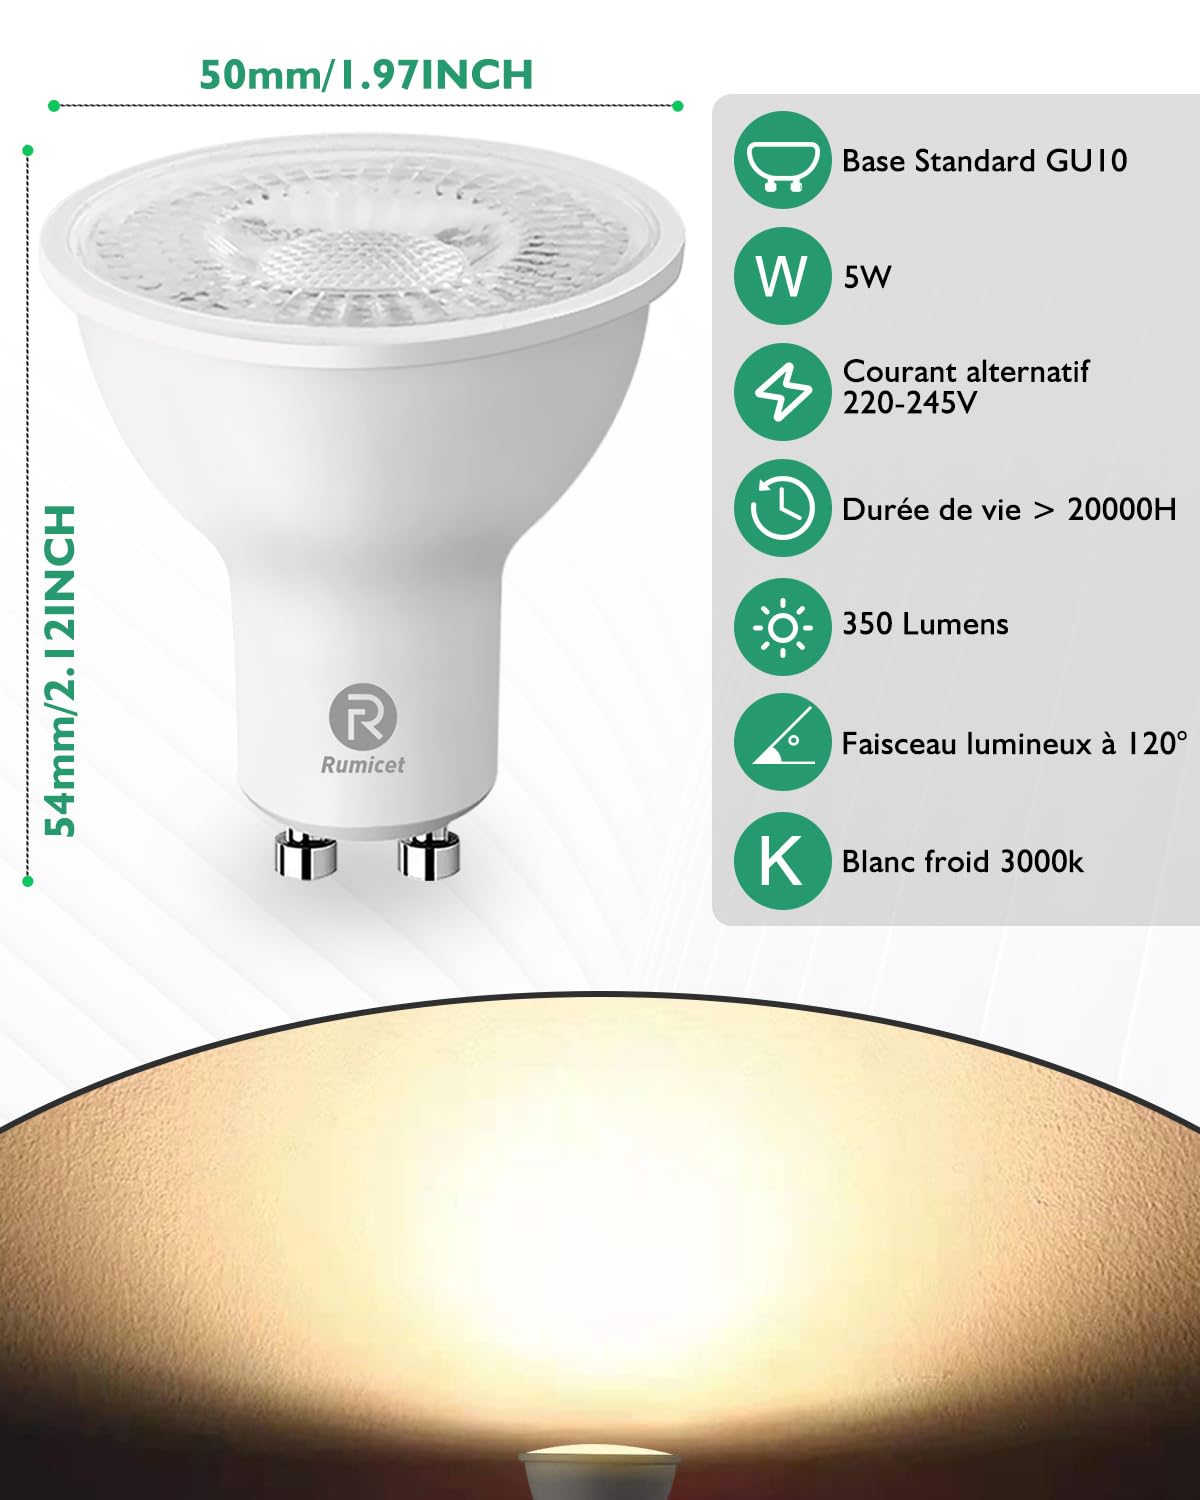 50mm/1.97INCH
54mm/2.12INCH
Rumicet
Base Standard GU10
W
5W
Courant alternatif
220-245V
Durée de vie > 20000H
350 Lumens
Faisceau lumineux à 120°
K
Blanc froid 3000k